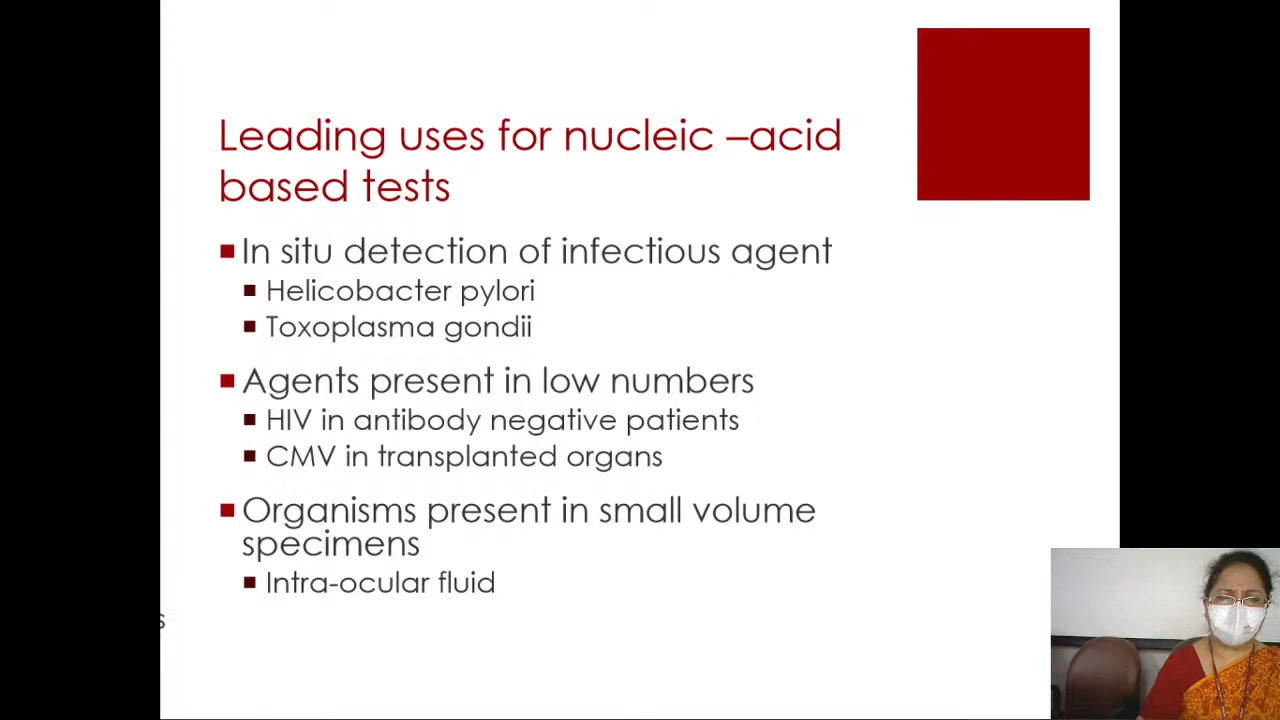 Leading uses for nucleic –acid
based tests
In situ detection of infectious agent
Helicobacter pylori
Toxoplasma gondii
Agents present in low numbers
HIV in antibody negative patients
CMV in transplanted organs
Organisms present in small volume
specimens
Intra-ocular fluid
s